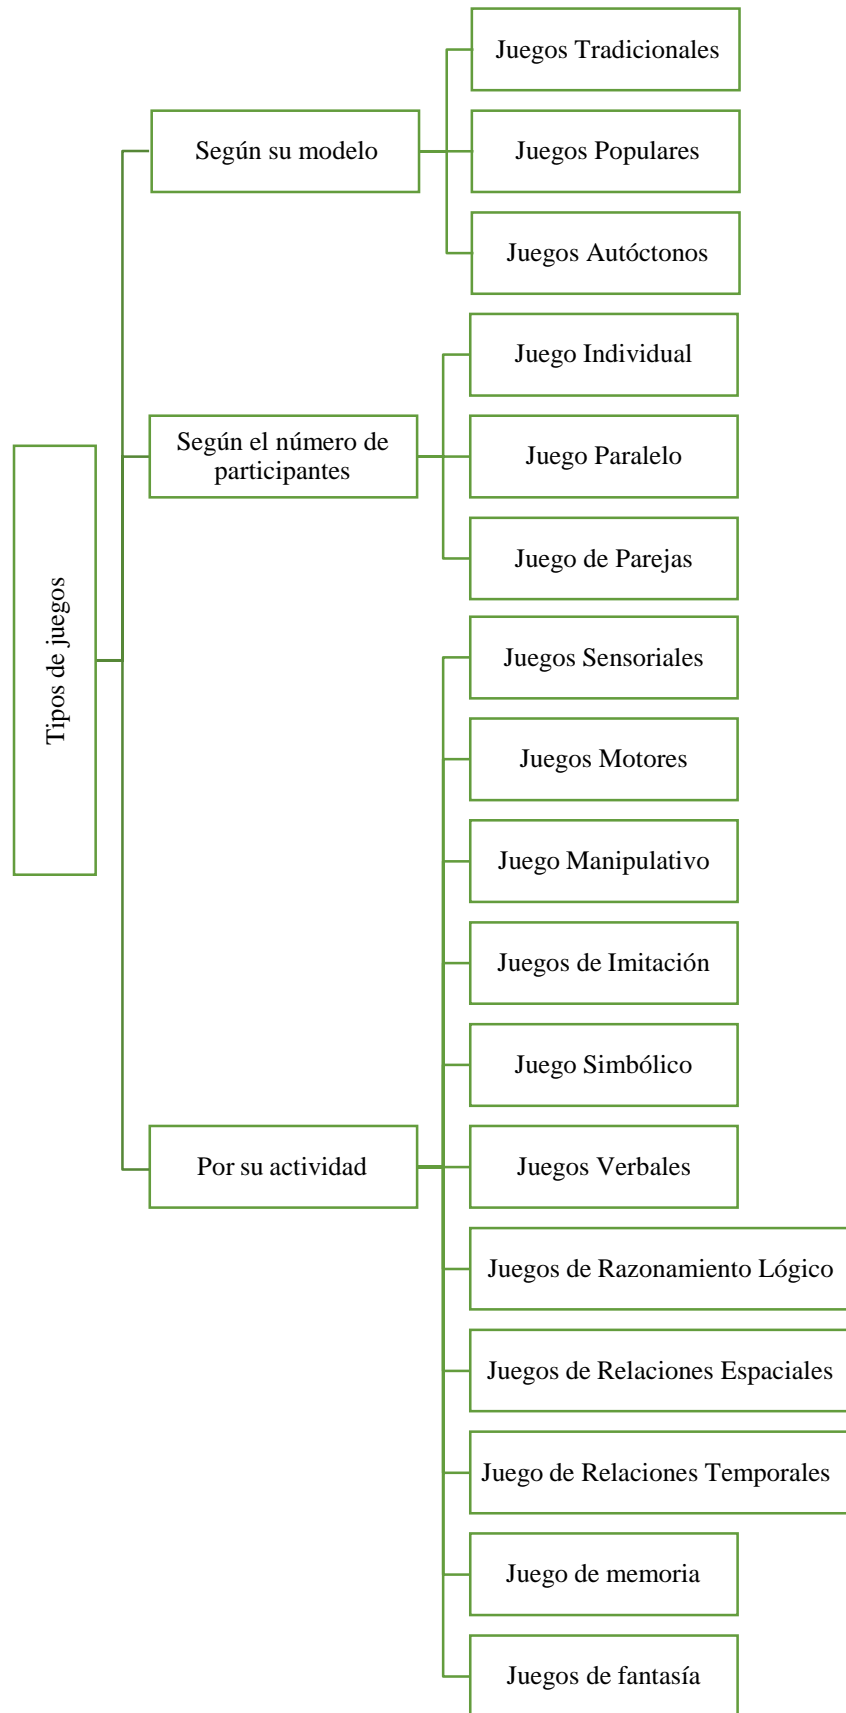 Tipos de juegos
Según su modelo
Juegos Tradicionales
Juegos Populares
Juegos Autóctonos
Según el número de
participantes
Juego Individual
Juego Paralelo
Juego de Parejas
Por su actividad
Juegos Sensoriales
Juegos Motores
Juego Manipulativo
Juegos de Imitación
Juego Simbólico
Juegos Verbales
Juegos de Razonamiento Lógico
Juegos de Relaciones Espaciales
Juego de Relaciones Temporales
Juego de memoria
Juegos de fantasía